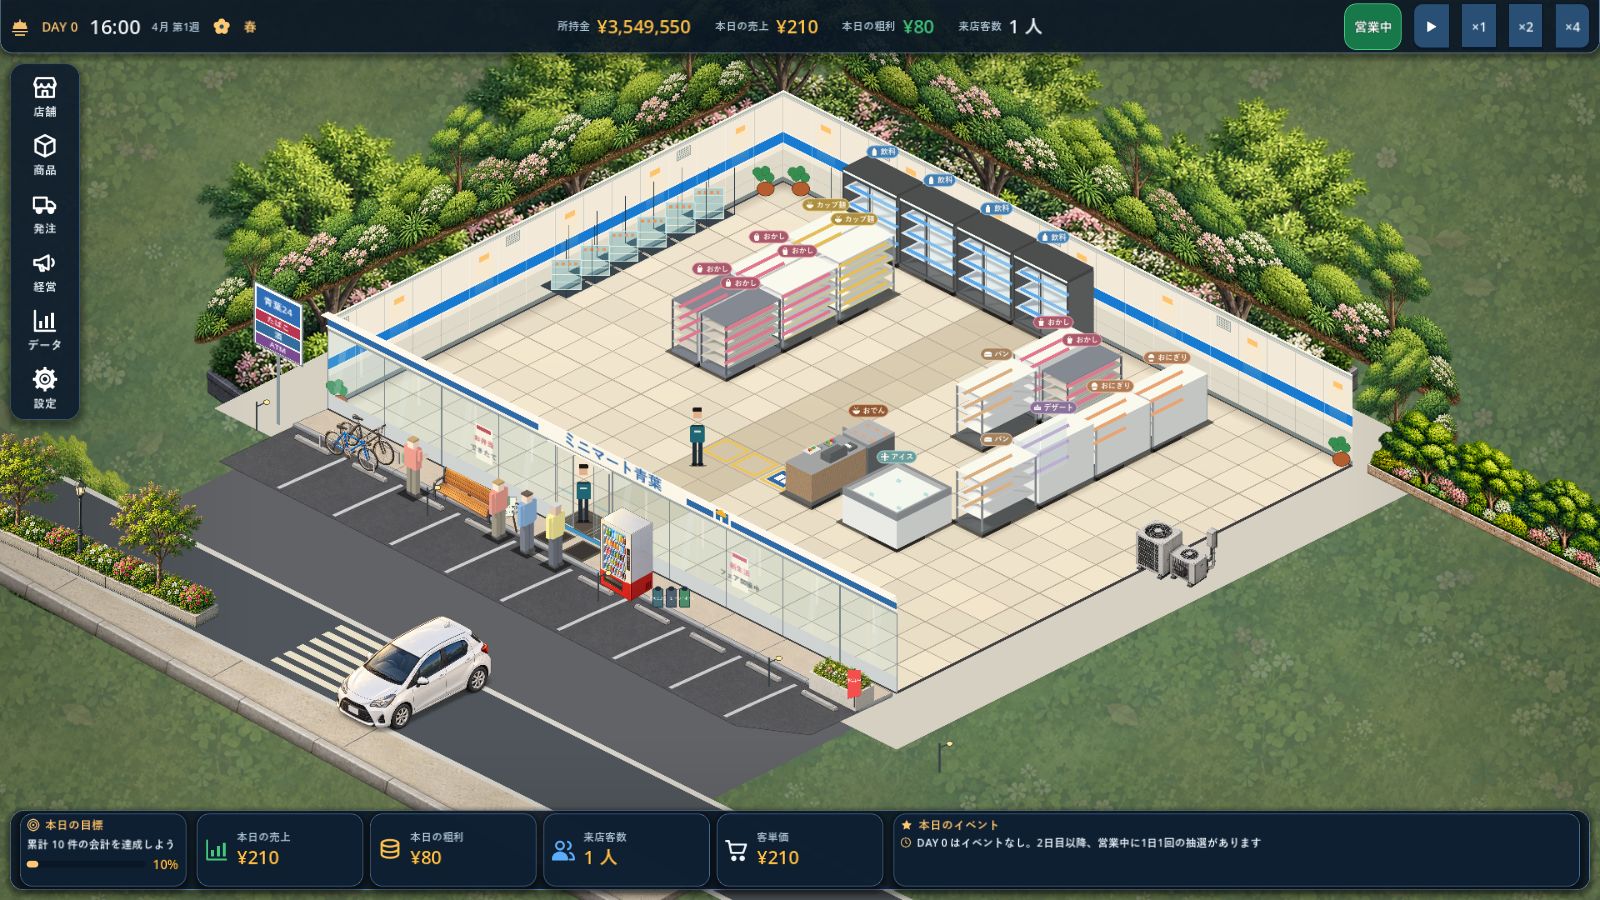 DAY 0 16:00 4月 第1週 春
所持金 ¥3,549,550 本日の売上 ¥210 本日の粗利 ¥80 来店客数 1 人
営業中 ×1 ×2 ×4
店舗
商品
発注
経営
データ
設定
飲料
飲料
飲料
飲料
カップ麺
カップ麺
おかし
おかし
おかし
おかし
おかし
おかし
パン
おにぎり
おにぎり
デザート
パン
おでん
アイス
青葉24
たばこ
酒
ATM
ミニマート青葉
本日の目標
累計 10 件の会計を達成しよう
10%
本日の売上
¥210
本日の粗利
¥80
来店客数
1 人
客単価
¥210
本日のイベント
DAY 0 はイベントなし。2日目以降、営業中に1日1回の抽選があります